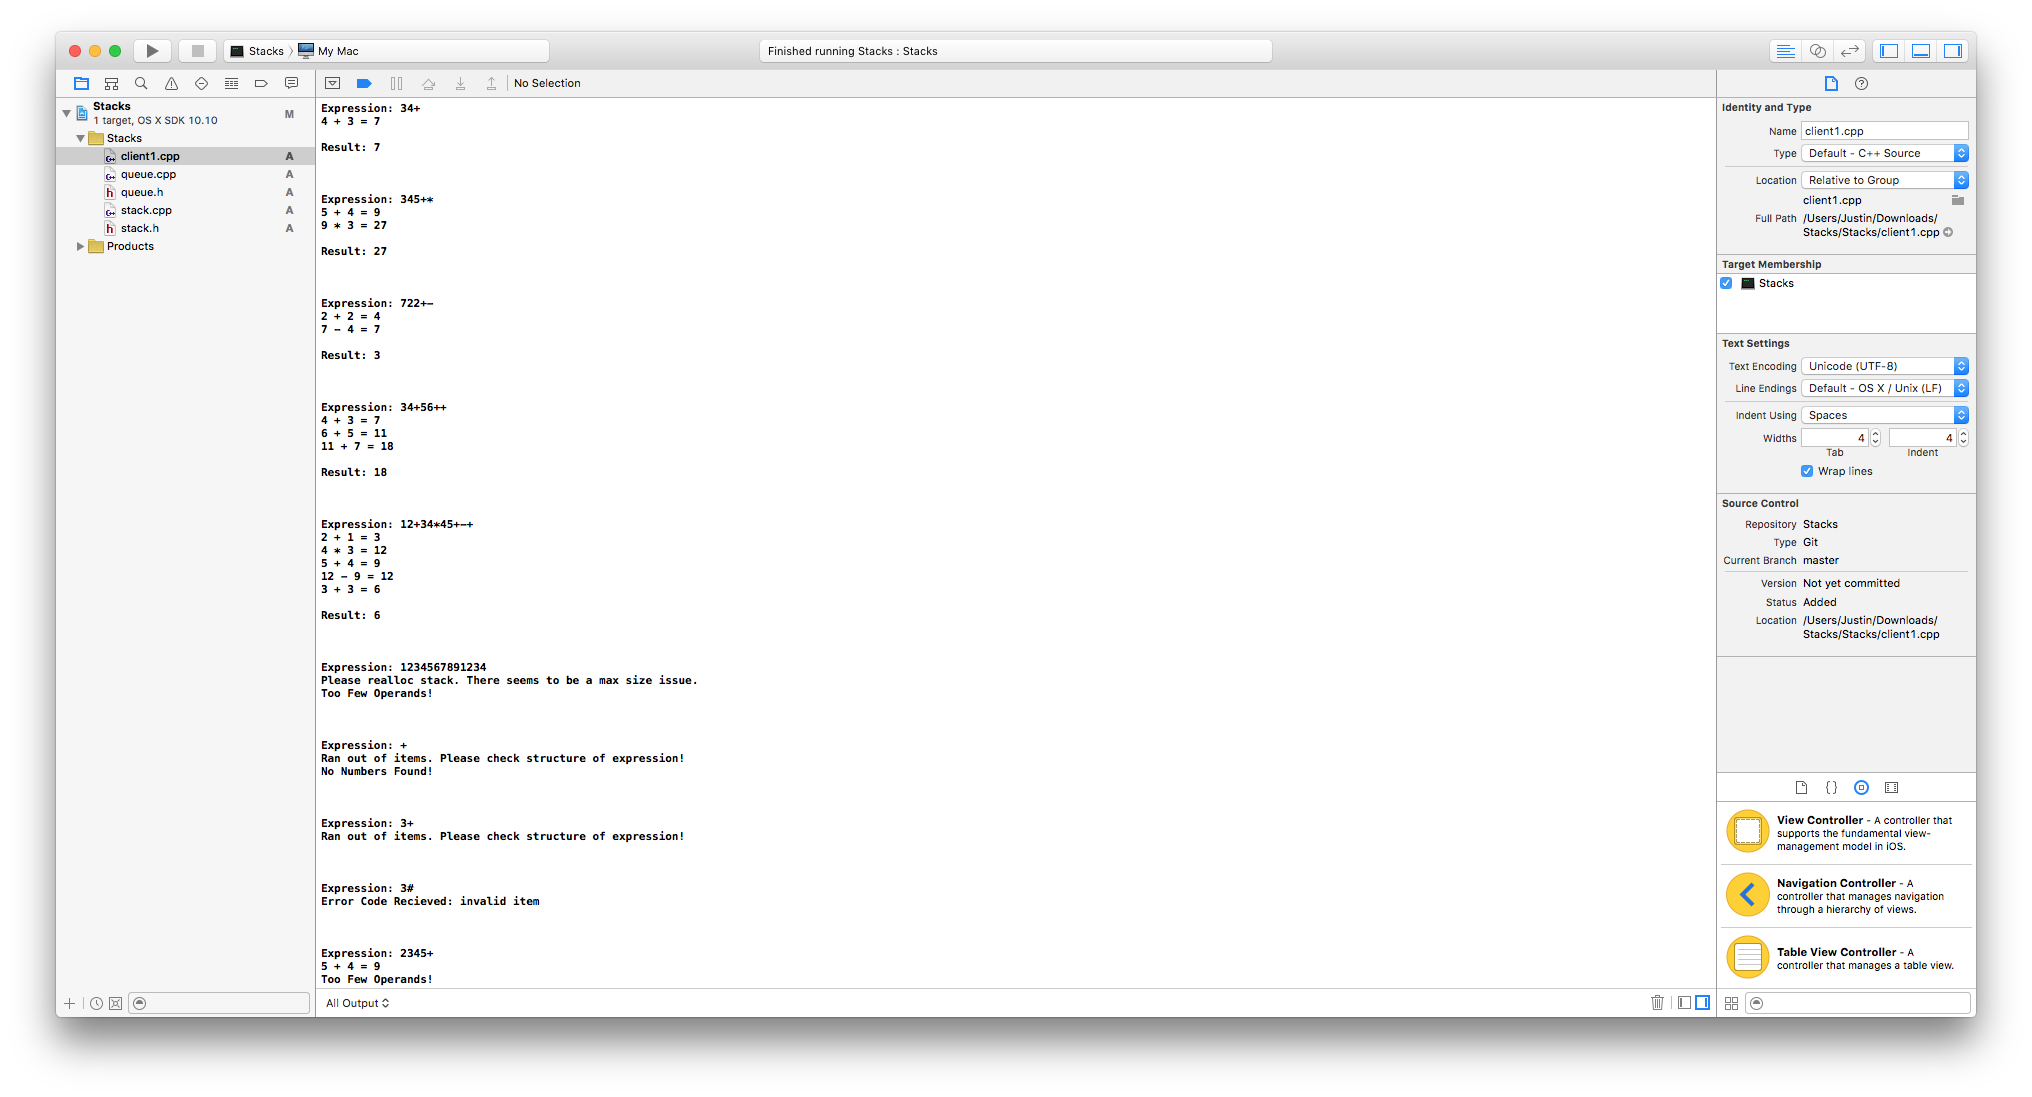 Stacks
My Mac
Finished running Stacks : Stacks
No Selection
Stacks
1 target, OS X SDK 10.10
M
Stacks
client1.cpp A
queue.cpp A
queue.h A
stack.cpp A
stack.h A
Products
Expression: 34+
4 + 3 = 7
Result: 7
Expression: 345+*
5 + 4 = 9
9 * 3 = 27
Result: 27
Expression: 722+-
2 + 2 = 4
7 - 4 = 7
Result: 3
Expression: 34+56++
4 + 3 = 7
6 + 5 = 11
11 + 7 = 18
Result: 18
Expression: 12+34*45+-+
2 + 1 = 3
4 * 3 = 12
5 + 4 = 9
12 - 9 = 12
3 + 3 = 6
Result: 6
Expression: 1234567891234
Please realloc stack. There seems to be a max size issue.
Too Few Operands!
Expression: +
Ran out of items. Please check structure of expression!
No Numbers Found!
Expression: 3+
Ran out of items. Please check structure of expression!
Expression: 3#
Error Code Recieved: invalid item
Expression: 2345+
5 + 4 = 9
Too Few Operands!
All Output
Identity and Type
Name client1.cpp
Type Default - C++ Source
Location Relative to Group
client1.cpp
Full Path /Users/Justin/Downloads/
Stacks/Stacks/client1.cpp
Target Membership
Stacks
Text Settings
Text Encoding Unicode (UTF-8)
Line Endings Default - OS X / Unix (LF)
Indent Using Spaces
Widths 4 4
Tab Indent
Wrap lines
Source Control
Repository Stacks
Type Git
Current Branch master
Version Not yet committed
Status Added
Location /Users/Justin/Downloads/
Stacks/Stacks/client1.cpp
View Controller - A controller that
supports the fundamental view-
management model in iOS.
Navigation Controller - A
controller that manages navigation
through a hierarchy of views.
Table View Controller - A
controller that manages a table view.